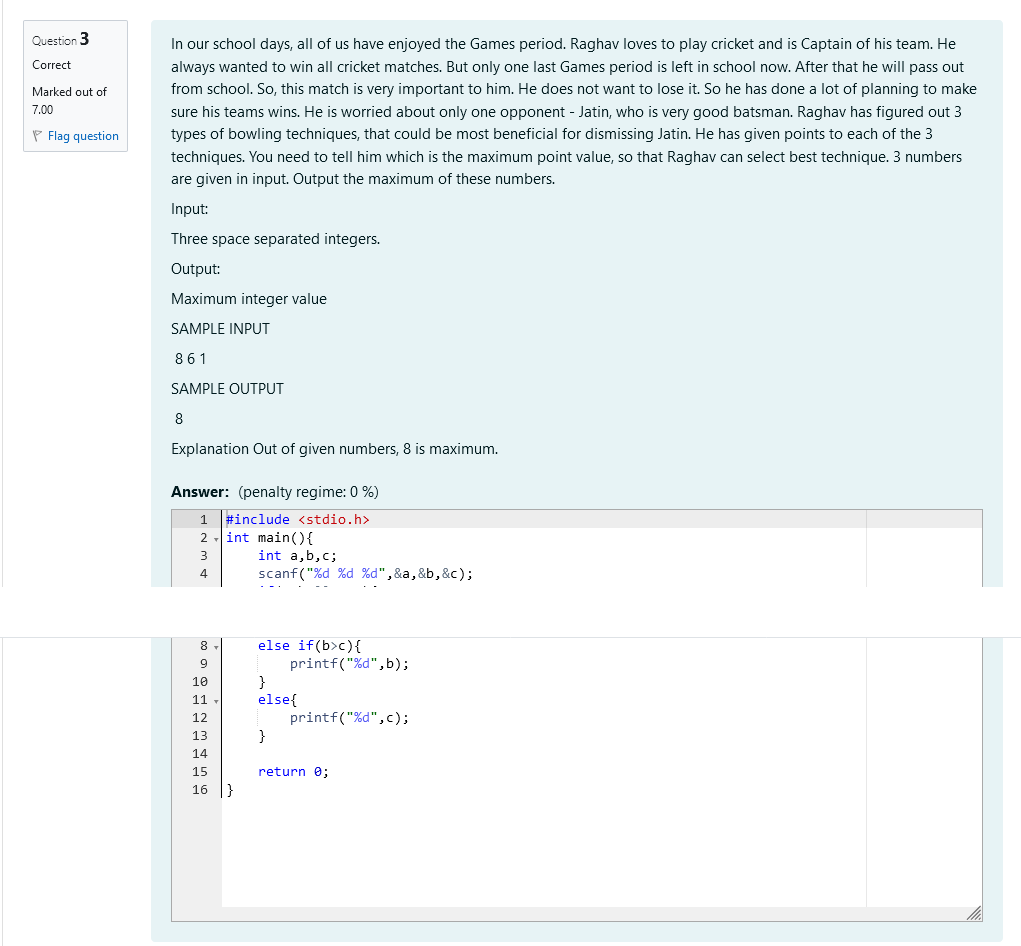 Question 3
Correct
Marked out of
7.00
Flag question
In our school days, all of us have enjoyed the Games period. Raghav loves to play cricket and is Captain of his team. He
always wanted to win all cricket matches. But only one last Games period is left in school now. After that he will pass out
from school. So, this match is very important to him. He does not want to lose it. So he has done a lot of planning to make
sure his teams wins. He is worried about only one opponent - Jatin, who is very good batsman. Raghav has figured out 3
types of bowling techniques, that could be most beneficial for dismissing Jatin. He has given points to each of the 3
techniques. You need to tell him which is the maximum point value, so that Raghav can select best technique. 3 numbers
are given in input. Output the maximum of these numbers.
Input:
Three space separated integers.
Output:
Maximum integer value
SAMPLE INPUT
8 6 1
SAMPLE OUTPUT
8
Explanation Out of given numbers, 8 is maximum.
Answer: (penalty regime: 0 %)
1 #include <stdio.h>
2 int main(){
3 int a,b,c;
4 scanf("%d %d %d",&a,&b,&c);
8 else if(b>c){
9 printf("%d",b);
10 }
11 else{
12 printf("%d",c);
13 }
14
15 return 0;
16 }